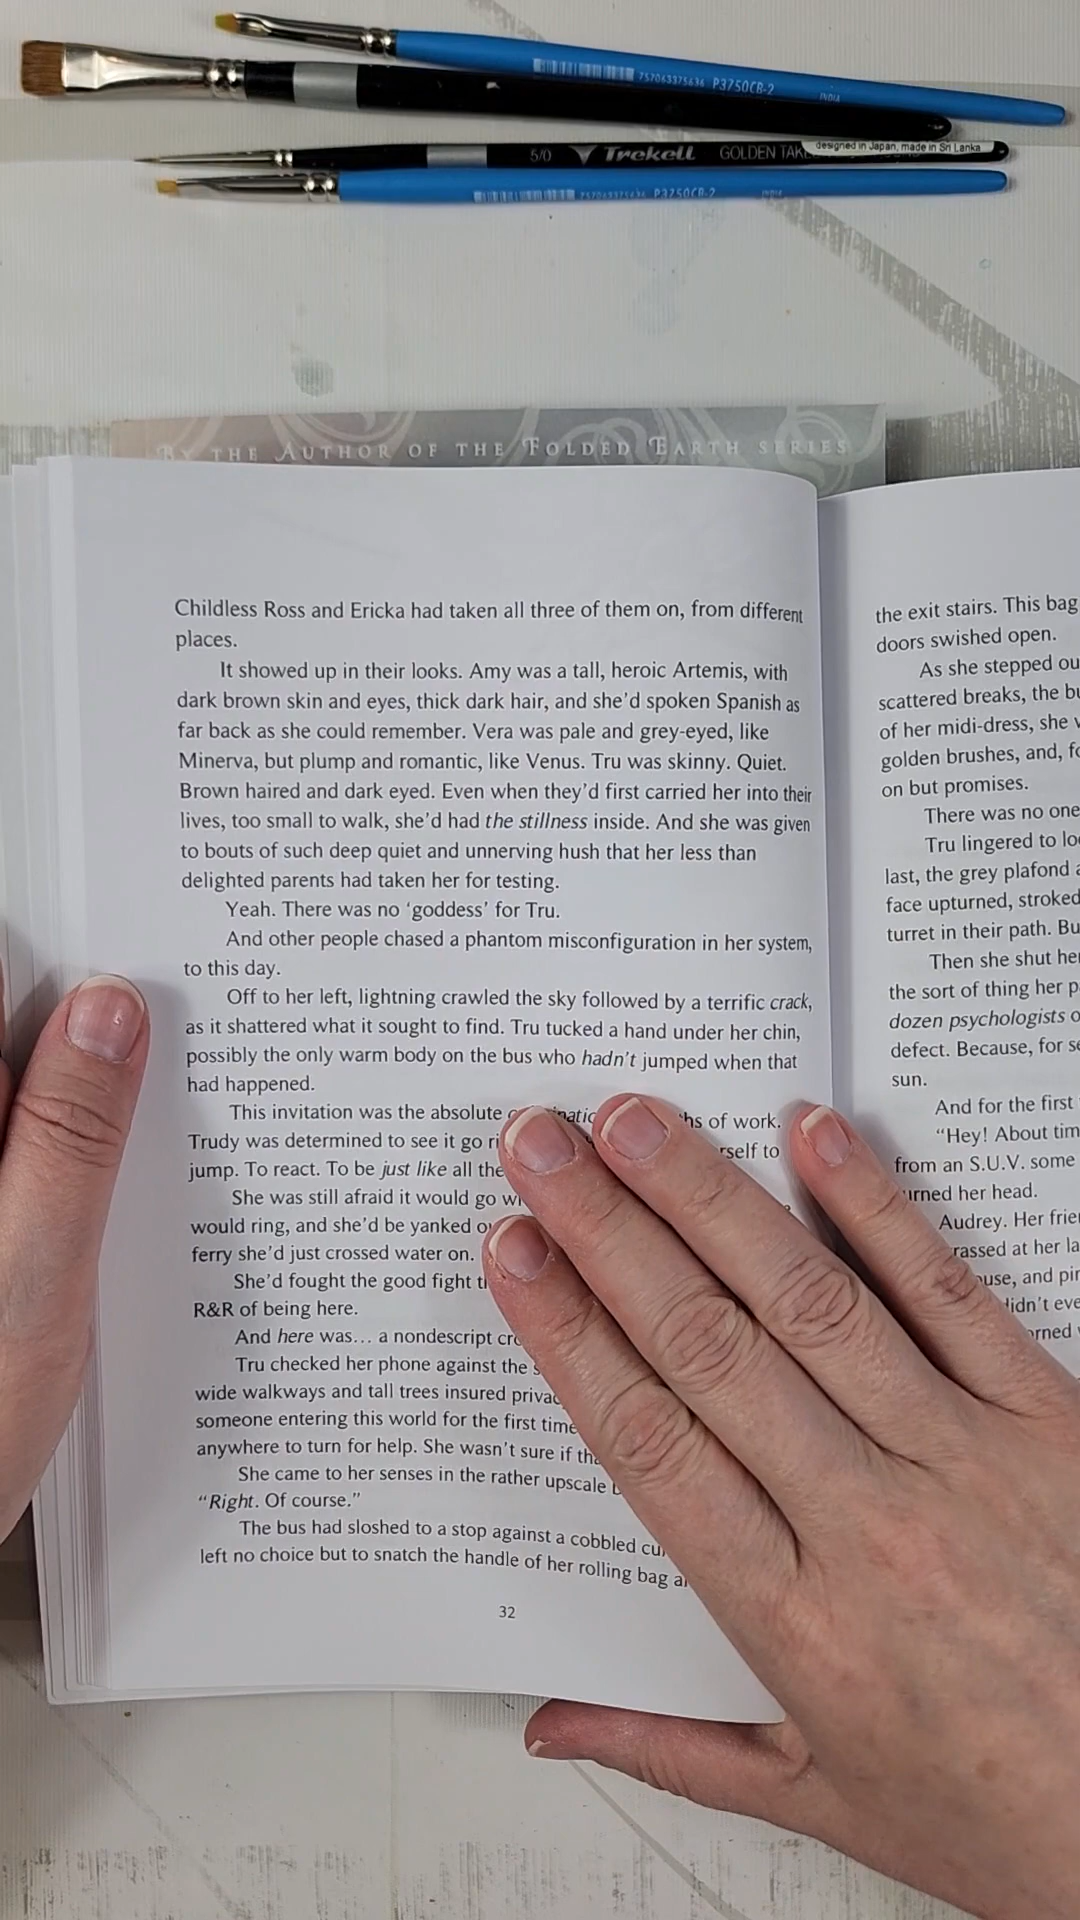 757063375636 P3750CB-2 INDIA
5/0 Trekell GOLDEN TAK
designed in Japan, made in Sri Lanka
P3750CB-2
BY THE AUTHOR OF THE FOLDED EARTH SERIES
Childless Ross and Ericka had taken all three of them on, from different
places.
It showed up in their looks. Amy was a tall, heroic Artemis, with
dark brown skin and eyes, thick dark hair, and she’d spoken Spanish as
far back as she could remember. Vera was pale and grey-eyed, like
Minerva, but plump and romantic, like Venus. Tru was skinny. Quiet.
Brown haired and dark eyed. Even when they’d first carried her into their
lives, too small to walk, she’d had the stillness inside. And she was given
to bouts of such deep quiet and unnerving hush that her less than
delighted parents had taken her for testing.
Yeah. There was no ‘goddess’ for Tru.
And other people chased a phantom misconfiguration in her system,
to this day.
Off to her left, lightning crawled the sky followed by a terrific crack,
as it shattered what it sought to find. Tru tucked a hand under her chin,
possibly the only warm body on the bus who hadn’t jumped when that
had happened.
This invitation was the absolute of work.
Trudy was determined to see it go to
jump. To react. To be just like all the
She was still afraid it would go
would ring, and she’d be yanked
ferry she’d just crossed water on.
She’d fought the good fight
R&R of being here.
And here was… a nondescript
Tru checked her phone against the
wide walkways and tall trees insured
someone entering this world for the first time
anywhere to turn for help. She wasn’t sure if
She came to her senses in the rather upscale
“Right. Of course.”
The bus had sloshed to a stop against a cobbled
left no choice but to snatch the handle of her rolling bag
32
the exit stairs. This bag
doors swished open.
As she stepped
scattered breaks, the
of her midi-dress, she
golden brushes, and,
on but promises.
There was no one
Tru lingered to
last, the grey plafond
face upturned, stroked
turret in their path.
Then she shut
the sort of thing her
dozen psychologists
defect. Because, for
sun.
And for the first
“Hey! About
from an S.U.V. some
her head.
Audrey. Her
at her
and